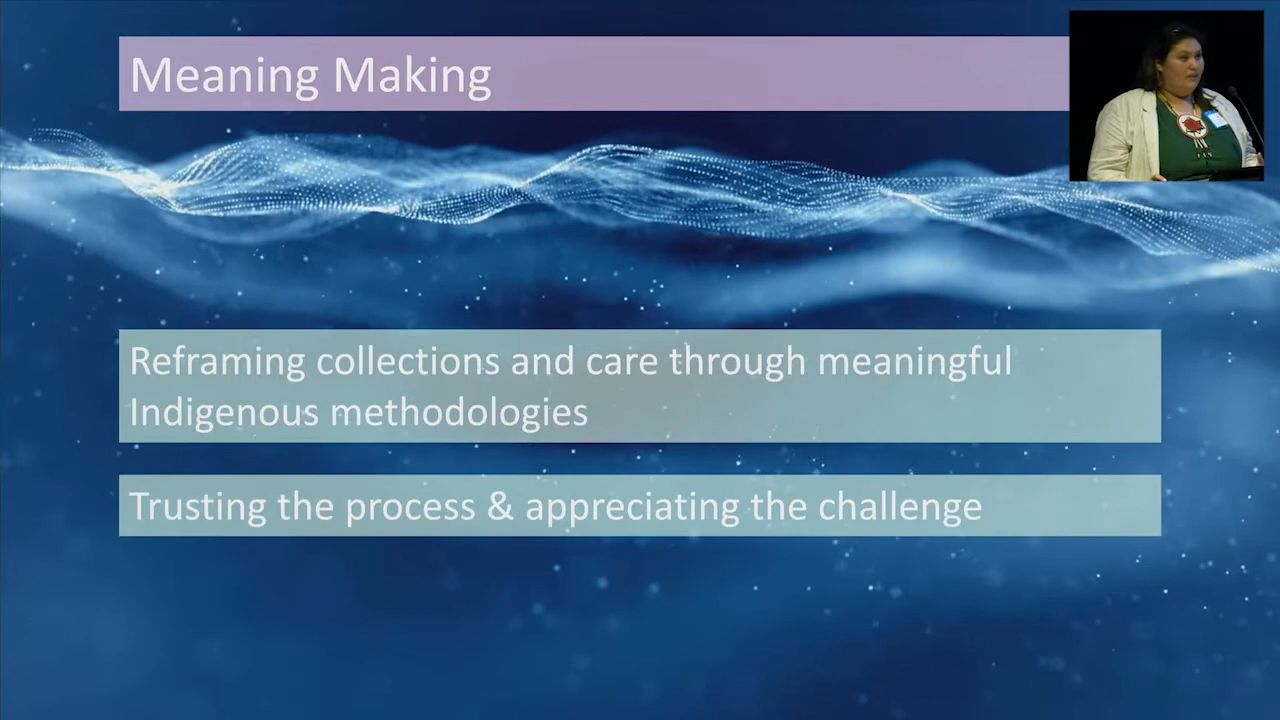 Meaning Making
Reframing collections and care through meaningful
Indigenous methodologies
Trusting the process & appreciating the challenge